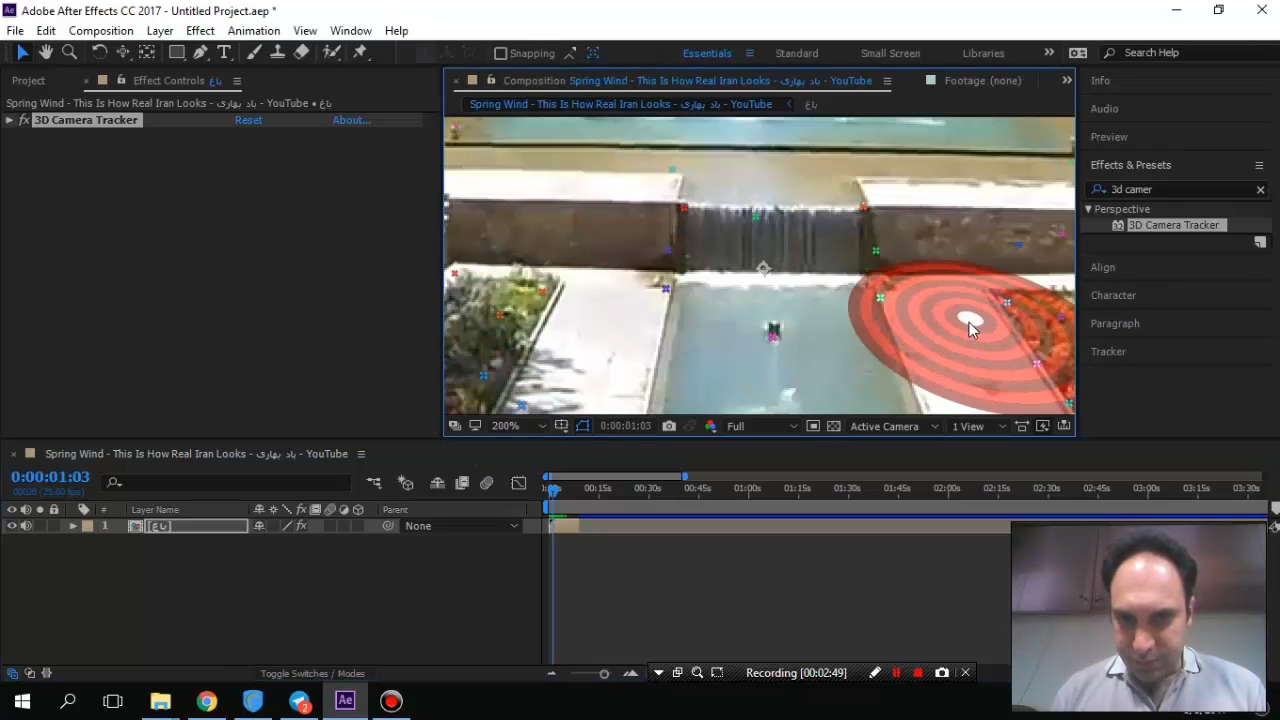 Adobe After Effects CC 2017 - Untitled Project.aep *
File Edit Composition Layer Effect Animation View Window Help
Snapping
Essentials Standard Small Screen Libraries Search Help
Project Effect Controls باغ
Composition Spring Wind - This Is How Real Iran Looks - باد بهاری - YouTube Footage (none)
Spring Wind - This Is How Real Iran Looks - باد بهاری - YouTube • باغ
Spring Wind - This Is How Real Iran Looks - باد بهاری - YouTube باغ
fx 3D Camera Tracker Reset About...
Info
Audio
Preview
Effects & Presets
3d camer
Perspective
3D Camera Tracker
Align
Character
Paragraph
Tracker
200% 0:00:01:03 Full Active Camera 1 View
Spring Wind - This Is How Real Iran Looks - باد بهاری - YouTube
0:00:01:03
00028 (25.00 fps)
00:15s 00:30s 00:45s 01:00s 01:15s 01:30s 01:45s 02:00s 02:15s 02:30s 02:45s 03:00s 03:15s 03:30s
# Layer Name fx Parent
1 [باغ] fx None
Toggle Switches / Modes
Recording [00:02:49]
2
Ae